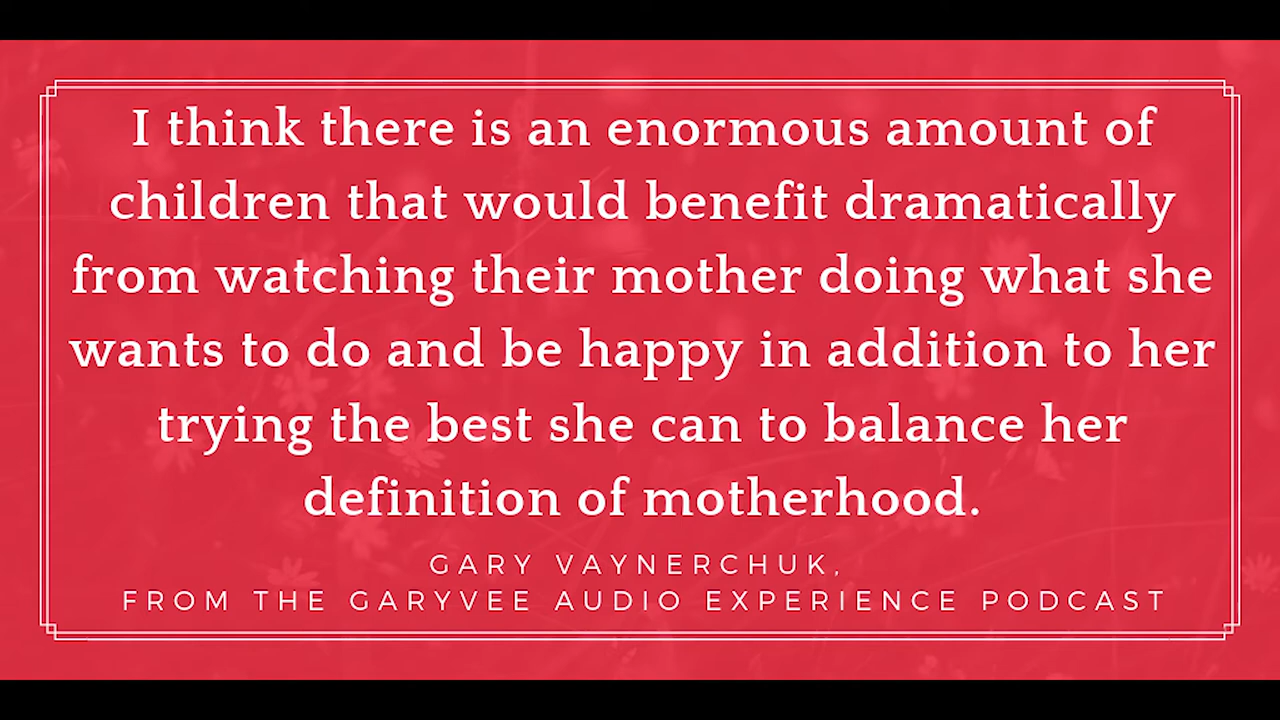 I think there is an enormous amount of
children that would benefit dramatically
from watching their mother doing what she
wants to do and be happy in addition to her
trying the best she can to balance her
definition of motherhood.
GARY VAYNERCHUK,
FROM THE GARYVEE AUDIO EXPERIENCE PODCAST